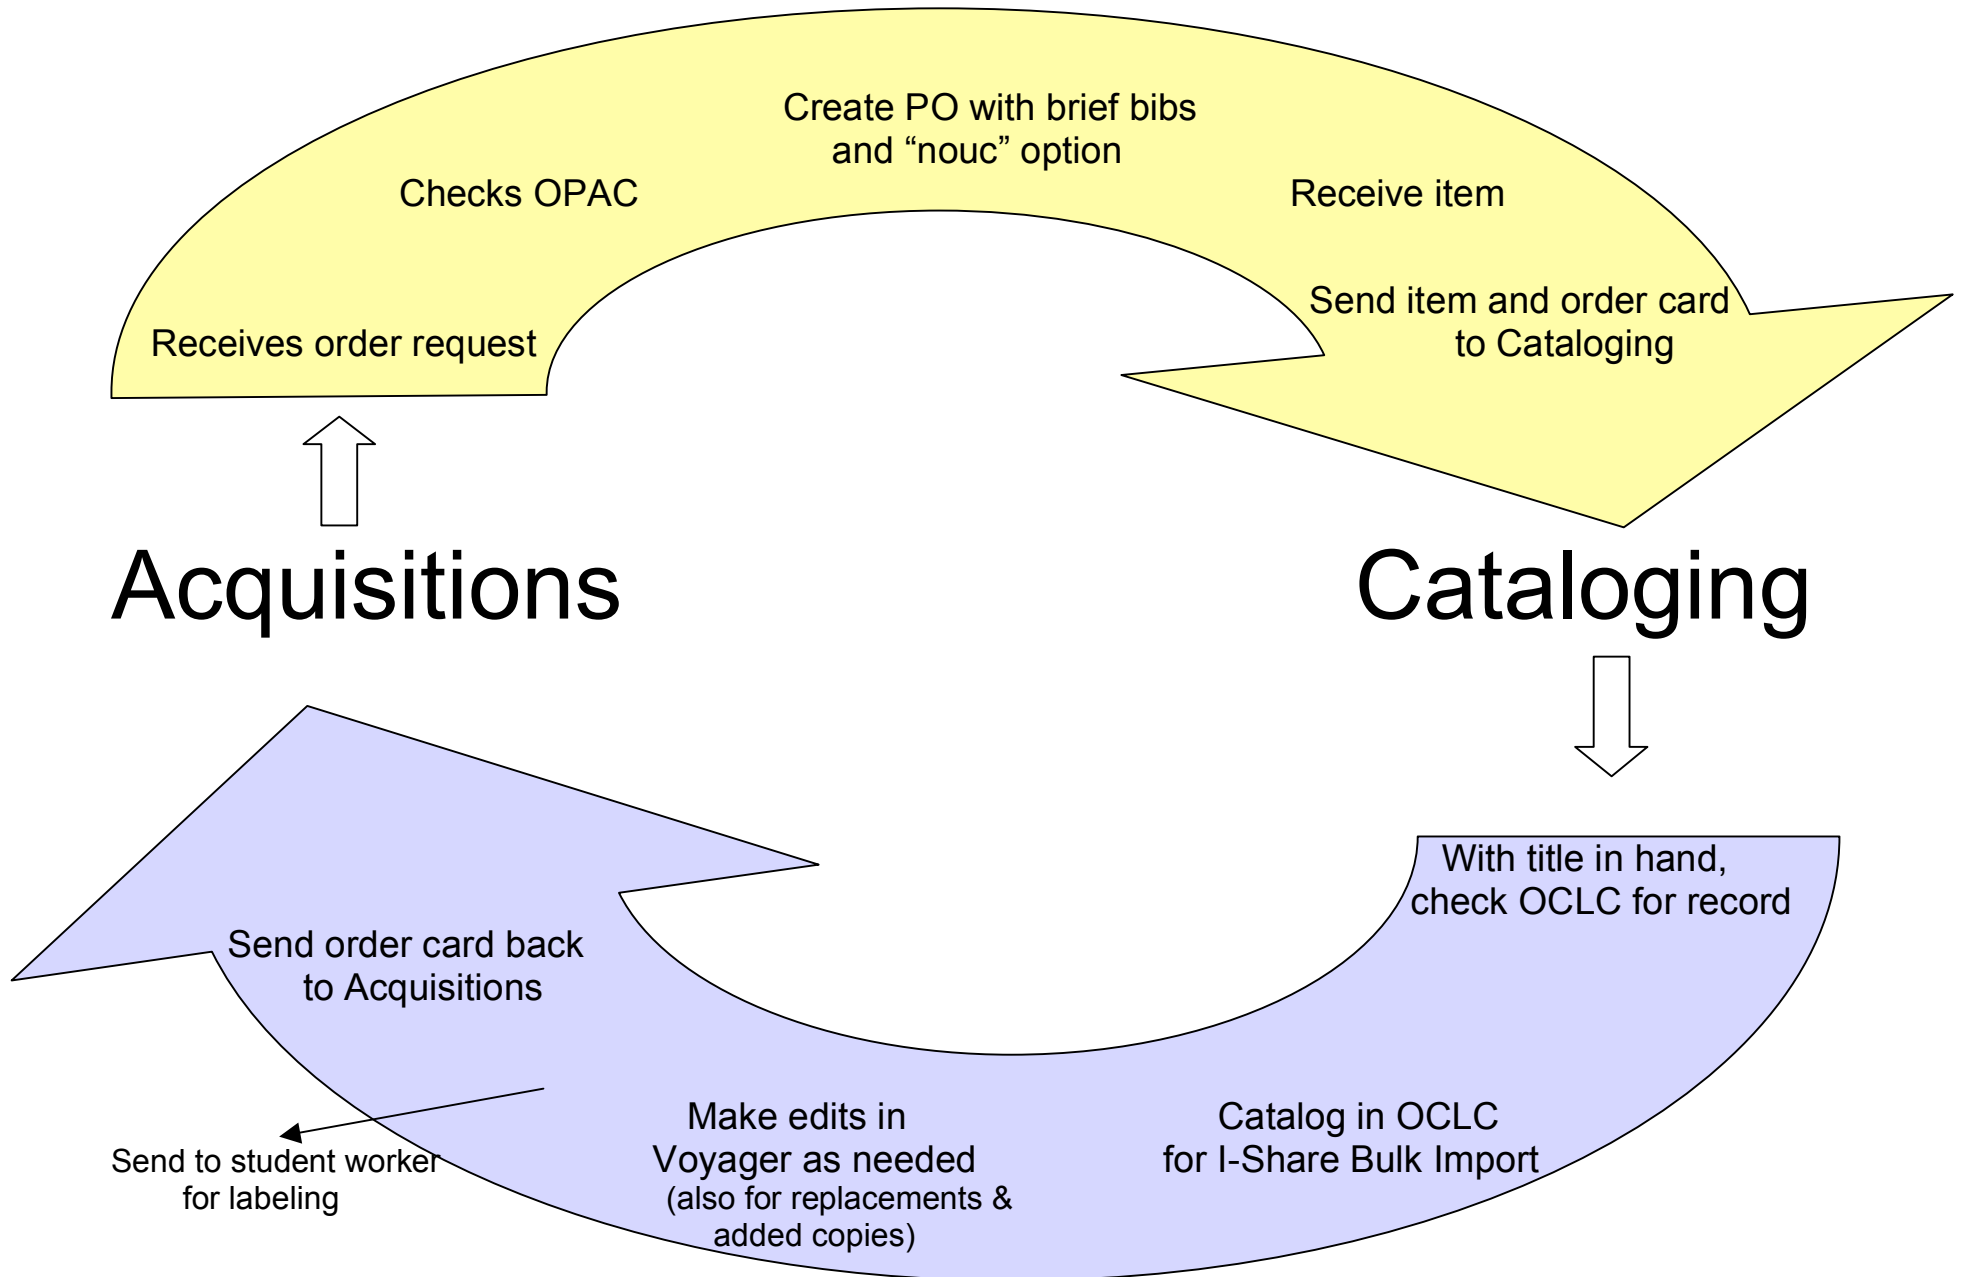 Create PO with brief bibs
and “nouc” option
Checks OPAC
Receive item
Send item and order card
to Cataloging
Receives order request
Acquisitions
Cataloging
With title in hand,
check OCLC for record
Send order card back
to Acquisitions
Make edits in
Voyager as needed
(also for replacements &
added copies)
Catalog in OCLC
for I-Share Bulk Import
Send to student worker
for labeling